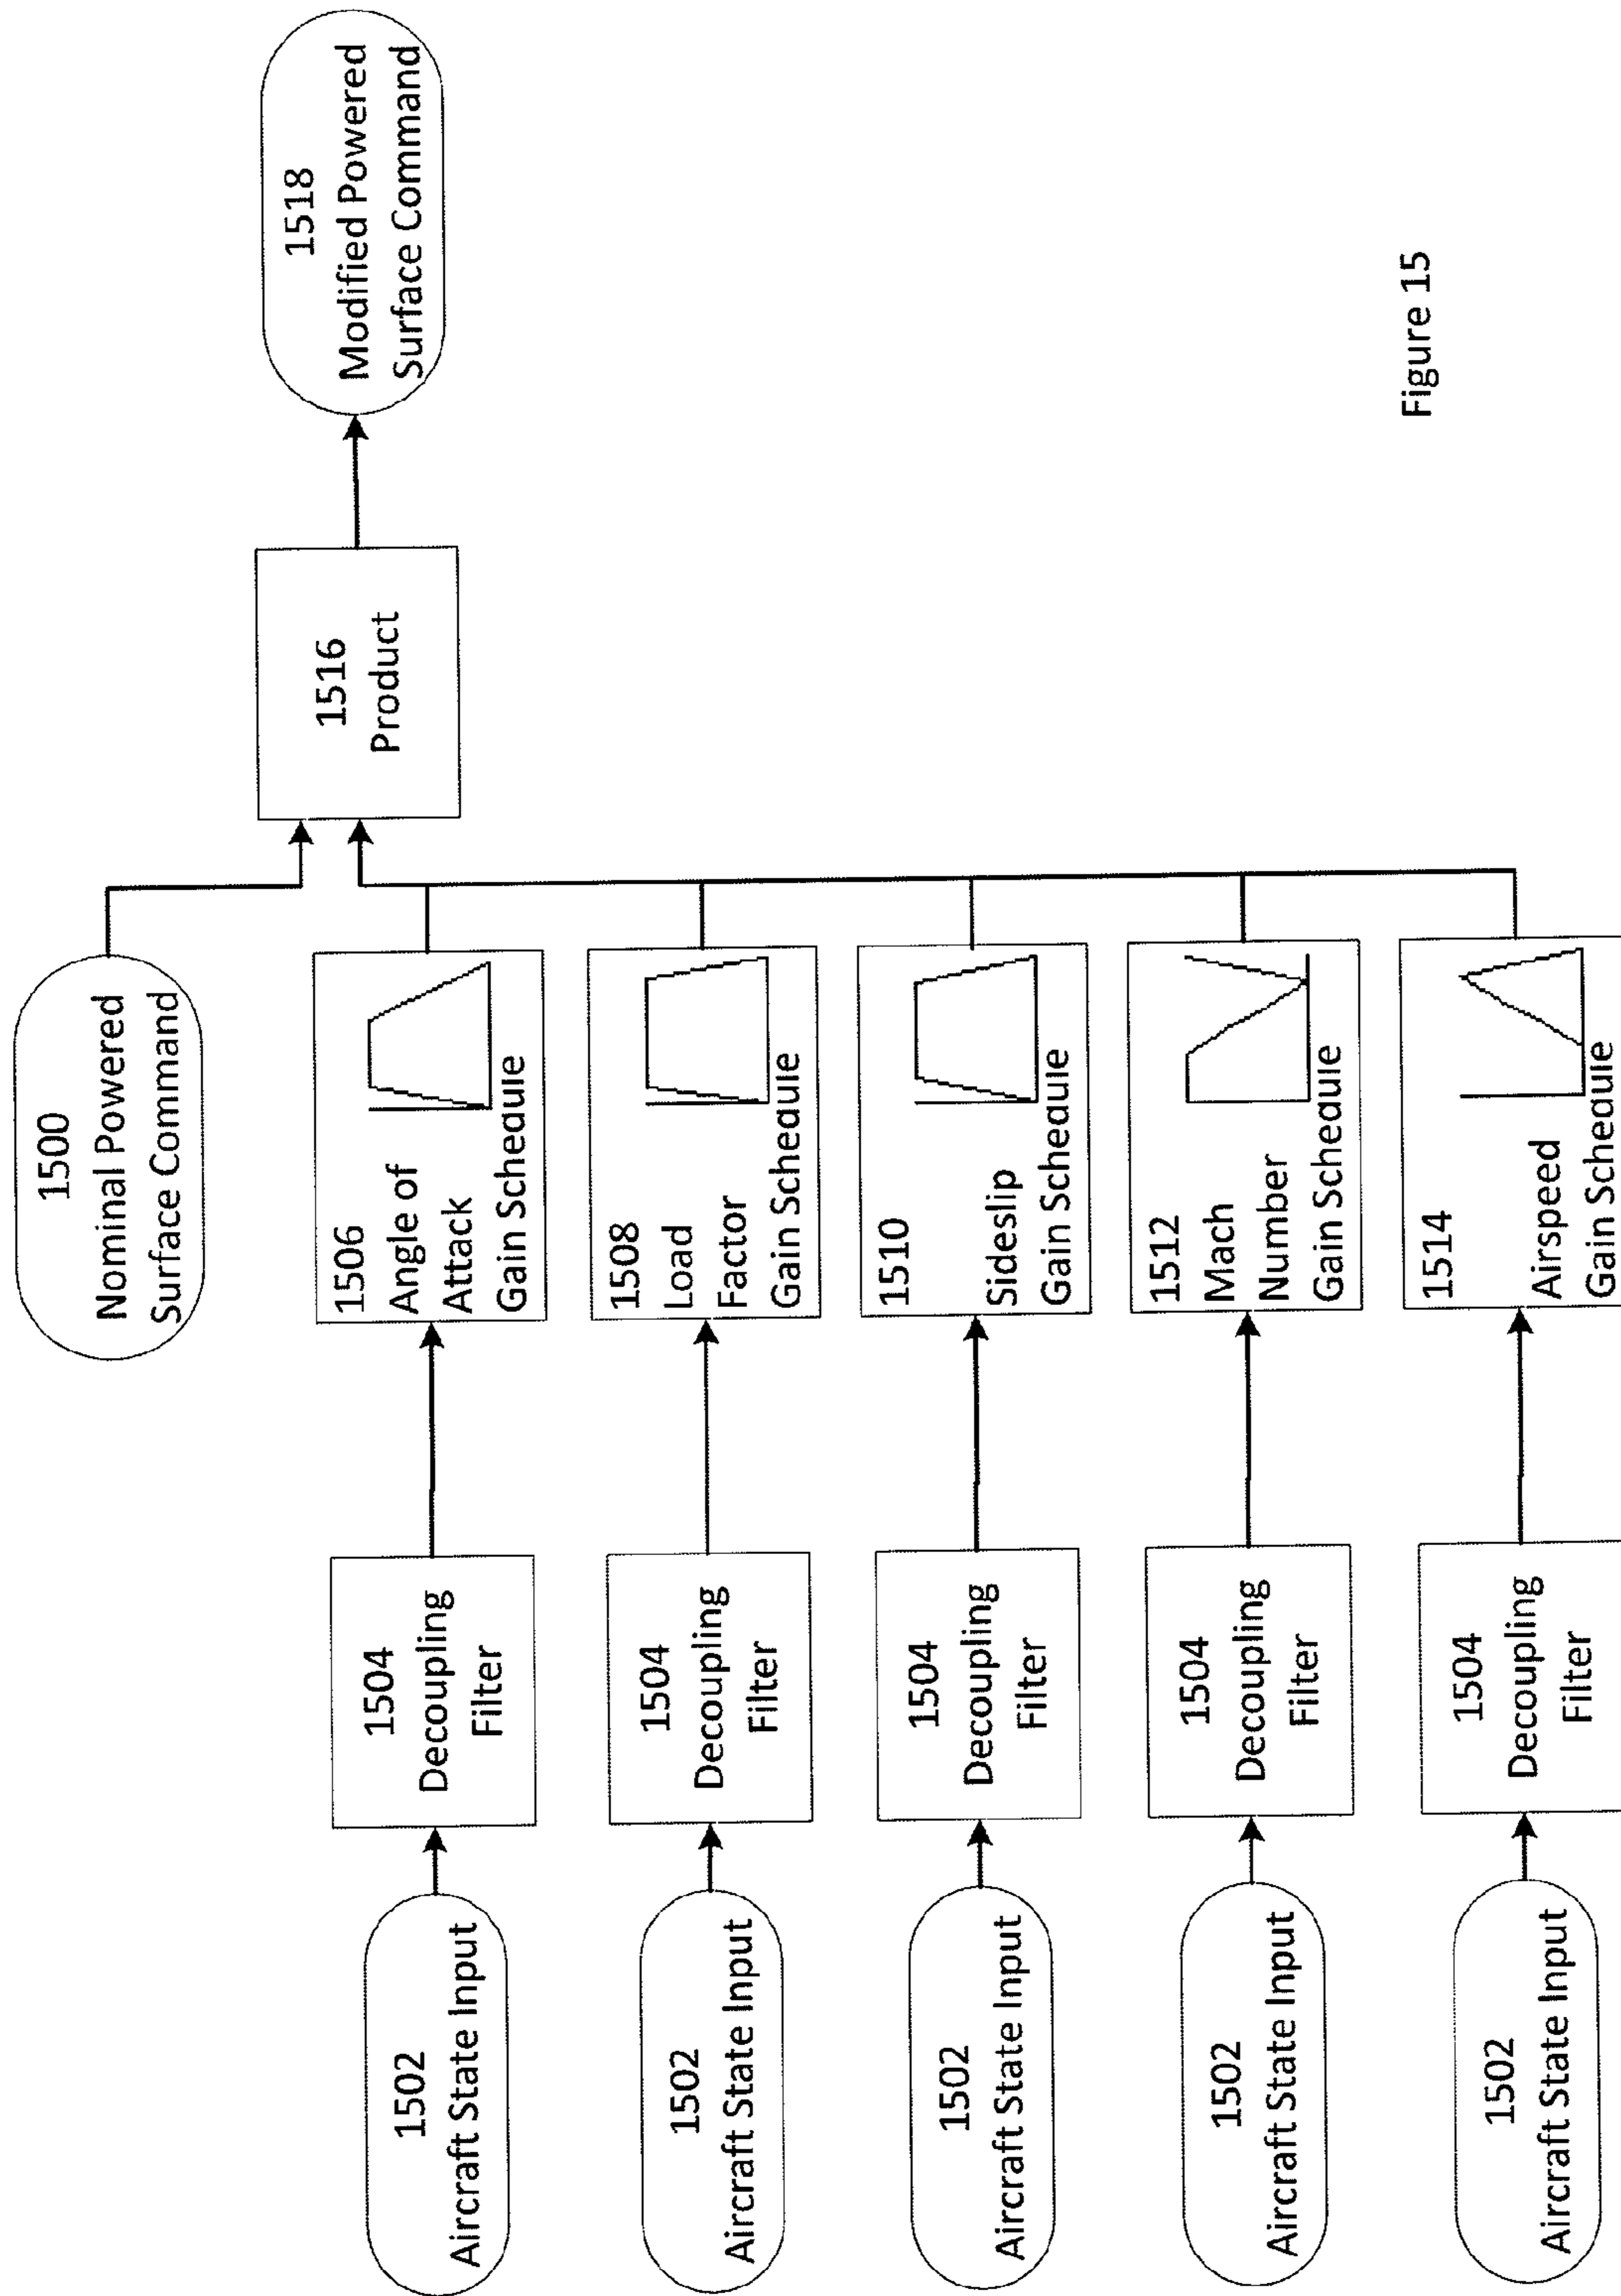 1500
Nominal Powered
Surface Command
1502
Aircraft State Input
1504
Decoupling
Filter
1506
Angle of
Attack
Gain Schedule
1502
Aircraft State Input
1504
Decoupling
Filter
1508
Load
Factor
Gain Schedule
1502
Aircraft State Input
1504
Decoupling
Filter
1510
Sideslip
Gain Schedule
1502
Aircraft State Input
1504
Decoupling
Filter
1512
Mach
Number
Gain Schedule
1502
Aircraft State Input
1504
Decoupling
Filter
1514
Airspeed
Gain Schedule
1516
Product
1518
Modified Powered
Surface Command
Figure 15